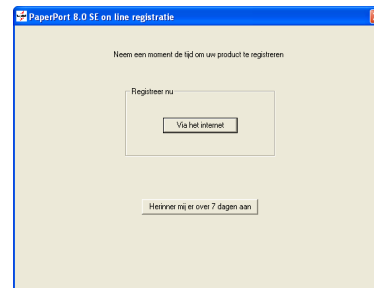 PaperPort 8.0 SE on line registratie
Neem een moment de tijd om uw product te registreren
Registreer nu
Via het internet
Herinner mij er over 7 dagen aan